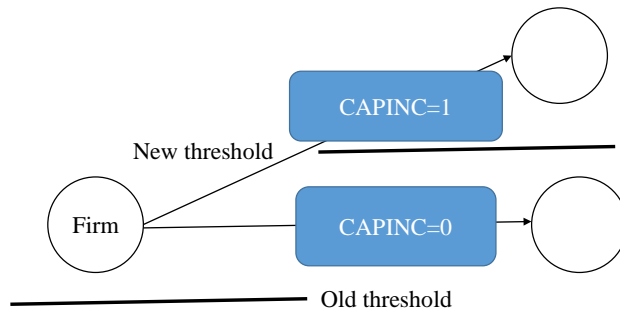 CAPINC=1
New threshold
Firm
CAPINC=0
Old threshold